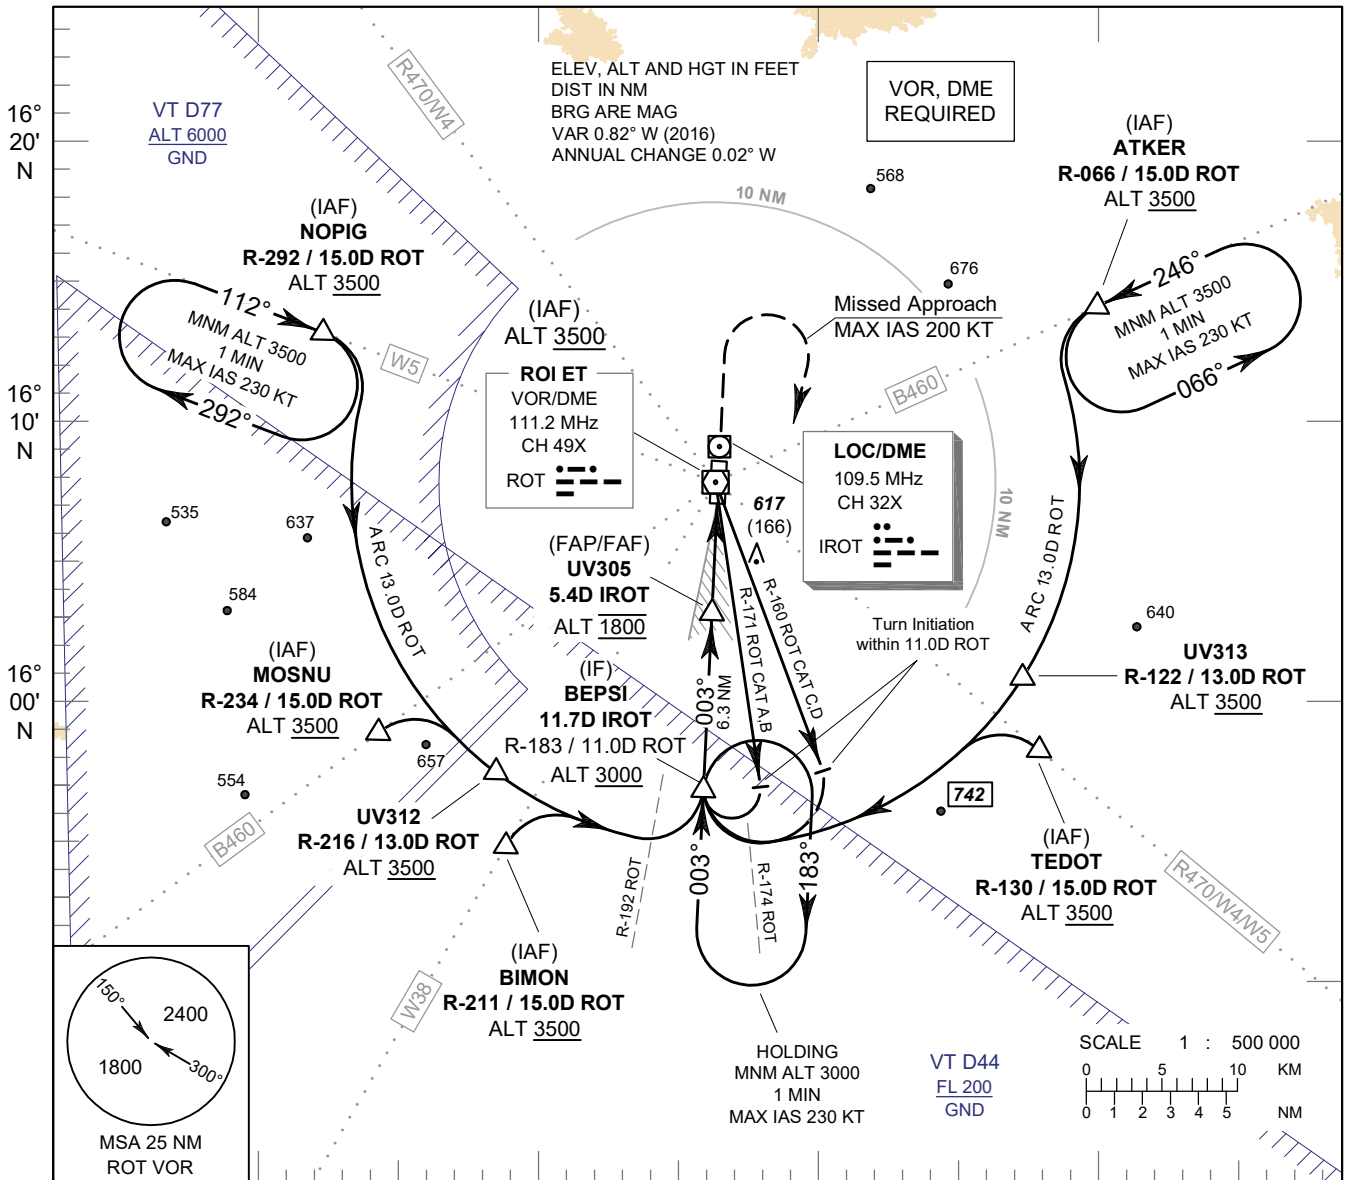 ELEV, ALT AND HGT IN FEET
DIST IN NM
BRG ARE MAG
VAR 0.82° W (2016)
ANNUAL CHANGE 0.02° W
VOR, DME
REQUIRED
VT D77
ALT 6000
GND
R470/W4
16°
20'
N
(IAF)
ATKER
R-066 / 15.0D ROT
ALT 3500
568
10 NM
(IAF)
NOPIG
R-292 / 15.0D ROT
ALT 3500
676
246°
MNM ALT 3500
1 MIN
MAX IAS 230 KT
066°
112°
MNM ALT 3500
1 MIN
MAX IAS 230 KT
292°
Missed Approach
MAX IAS 200 KT
(IAF)
ALT 3500
W5
B460
16°
10'
N
ROI ET
VOR/DME
111.2 MHz
CH 49X
ROT
LOC/DME
109.5 MHz
CH 32X
IROT
617
(166)
10 NM
535
637
ARC 13.0D ROT
ARC 13.0D ROT
(FAP/FAF)
UV305
5.4D IROT
ALT 1800
R-171 ROT CAT A,B
R-160 ROT CAT C,D
584
Turn Initiation
within 11.0D ROT
640
(IAF)
MOSNU
R-234 / 15.0D ROT
ALT 3500
16°
00'
N
(IF)
BEPSI
11.7D IROT
R-183 / 11.0D ROT
ALT 3000
003°
6.3 NM
UV313
R-122 / 13.0D ROT
ALT 3500
657
554
742
UV312
R-216 / 13.0D ROT
ALT 3500
B460
R-192 ROT
003°
R-174 ROT
183°
(IAF)
TEDOT
R-130 / 15.0D ROT
ALT 3500
R470/W4/W5
(IAF)
BIMON
R-211 / 15.0D ROT
ALT 3500
W38
150°
2400
1800
300°
MSA 25 NM
ROT VOR
HOLDING
MNM ALT 3000
1 MIN
MAX IAS 230 KT
VT D44
FL 200
GND
SCALE 1 : 500 000
0 5 10 KM
0 1 2 3 4 5 NM